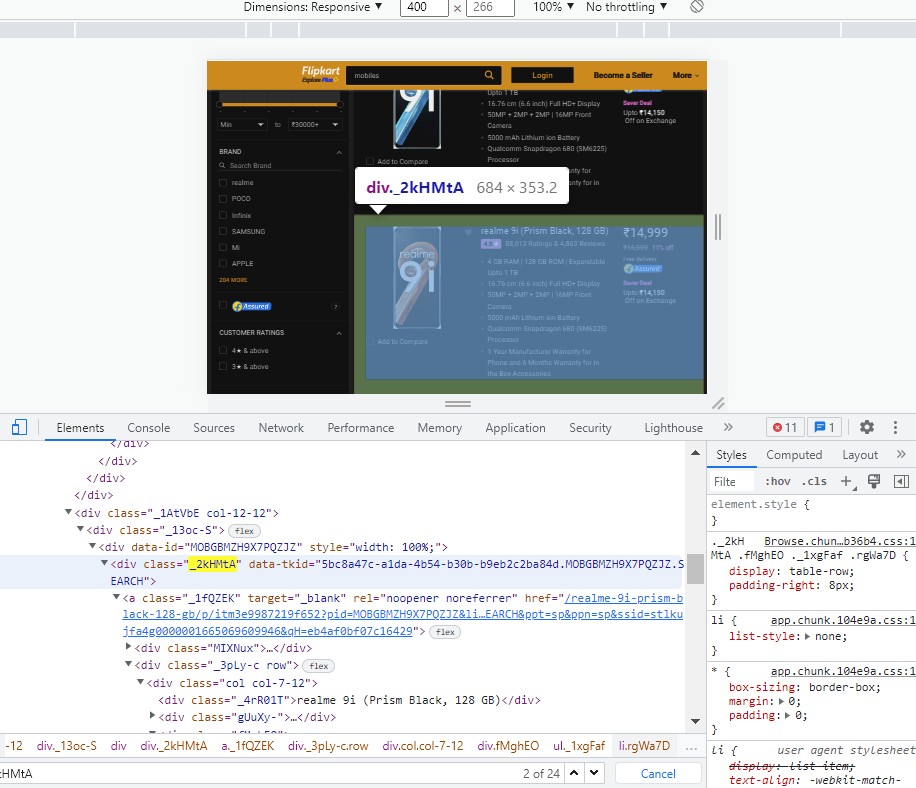 Dimensions: Responsive ▼ 400 × 266 100% ▼ No throttling ▼
Flipkart
Explore Plus
mobiles
Login
Become a Seller
More
Min
to
₹30000+
BRAND
Search Brand
realme
POCO
Infinix
SAMSUNG
Mi
APPLE
204 MORE
Assured
?
CUSTOMER RATINGS
4★ & above
3★ & above
9i
Upto 1 TB
16.76 cm (6.6 inch) Full HD+ Display
50MP + 2MP + 2MP | 16MP Front
Camera
5000 mAh Lithium ion Battery
Qualcomm Snapdragon 680 (SM6225)
Processor
Add to Compare
Saver Deal
Upto ₹14,150
Off on Exchange
div._2kHMtA 684 × 353.2
realme
9i
Add to Compare
realme 9i (Prism Black, 128 GB)
88,012 Ratings & 4,863 Reviews
4 GB RAM | 128 GB ROM | Expandable
Upto 1 TB
16.76 cm (6.6 inch) Full HD+ Display
50MP + 2MP + 2MP | 16MP Front
Camera
5000 mAh Lithium ion Battery
Qualcomm Snapdragon 680 (SM6225)
Processor
1 Year Manufacturer Warranty for
Phone and 6 Months Warranty for in
the Box Accessories
₹14,999
₹16,999 11% off
Free delivery
Assured
Saver Deal
Upto ₹14,150
Off on Exchange
Elements Console Sources Network Performance Memory Application Security Lighthouse » 11 1
</div>
</div>
</div>
</div>
<div class="_1AtVbE col-12-12">
<div class="_13oc-S"> flex
<div data-id="MOBGBMZH9X7PQZJZ" style="width: 100%;">
<div class="_2kHMtA" data-tkid="5bc8a47c-a1da-4b54-b30b-b9eb2c2ba84d.MOBGBMZH9X7PQZJZ.S
EARCH">
<a class="_1fQZEK" target="_blank" rel="noopener noreferrer" href="/realme-9i-prism-b
lack-128-gb/p/itm3e9987219f652?pid=MOBGBMZH9X7PQZJZ&li…EARCH&ppt=sp&ppn=sp&ssid=stlku
jfa4g0000001665069609946&qH=eb4af0bf07c16429"> flex
<div class="MIXNux">…</div>
<div class="_3pLy-c row"> flex
<div class="col col-7-12">
<div class="_4rR01T">realme 9i (Prism Black, 128 GB)</div>
<div class="gUuXy-">…</div>
-12 div._13oc-S div div._2kHMtA a._1fQZEK div._3pLy-c.row div.col.col-7-12 div.fMghEO ul._1xgFaf li.rgWa7D …
HMtA 2 of 24 Cancel
Styles Computed Layout »
Filte :hov .cls +
element.style {
}
._2kH Browse.chun…b36b4.css:1
MtA .fMghEO ._1xgFaf .rgWa7D {
display: table-row;
padding-right: 8px;
}
li { app.chunk.104e9a.css:1
list-style: none;
}
* { app.chunk.104e9a.css:1
box-sizing: border-box;
margin: 0;
padding: 0;
}
li { user agent stylesheet
display: list-item;
text-align: -webkit-match-